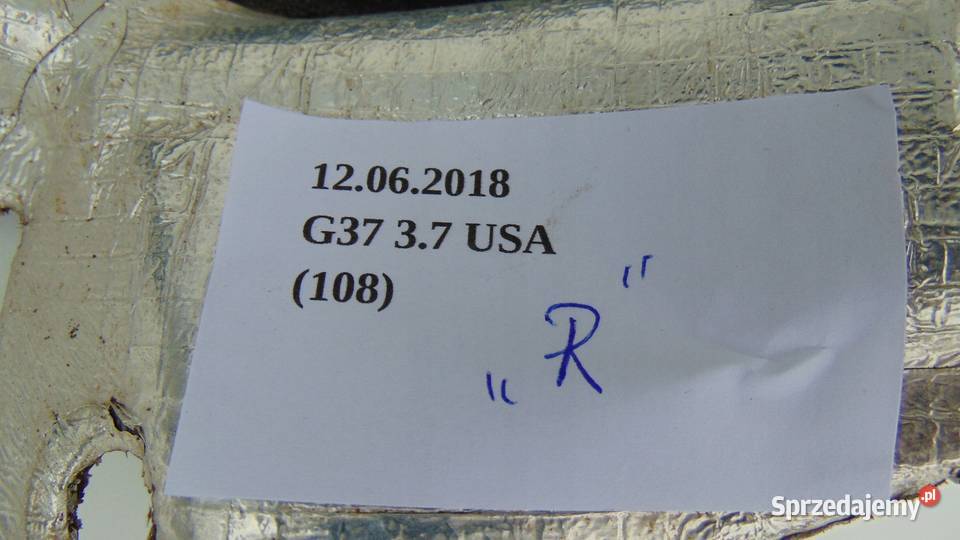 12.06.2018
G37 3.7 USA
(108)
„R”
Sprzedajemy.pl